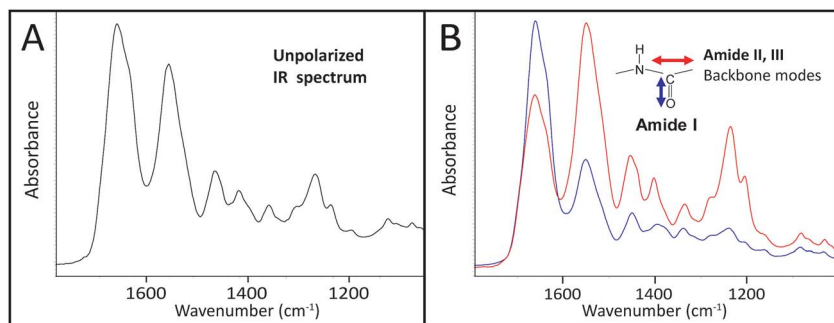 A
Unpolarized
IR spectrum
Absorbance
1600
1400
1200
Wavenumber (cm⁻¹)
B
H
N
C
O
Amide II, III
Backbone modes
Amide I
Absorbance
1600
1400
1200
Wavenumber (cm⁻¹)